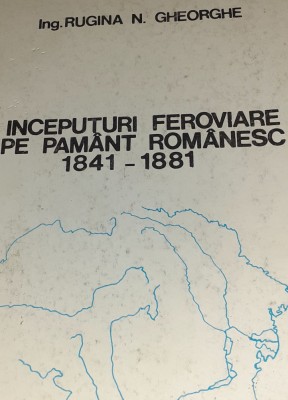 Ing. RUGINA N. GHEORGHE
INCEPUTURI FEROVIARE
PE PAMÂNT ROMÂNESC
1841 – 1881